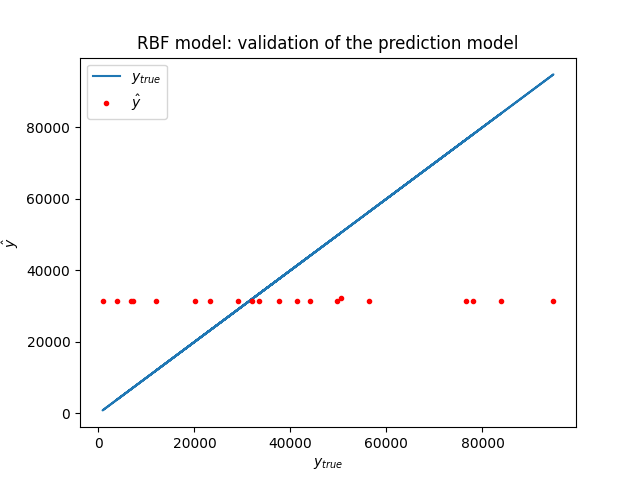 RBF model: validation of the prediction model
y_true
ŷ
80000
60000
40000
20000
0
ŷ
0 20000 40000 60000 80000
y_true